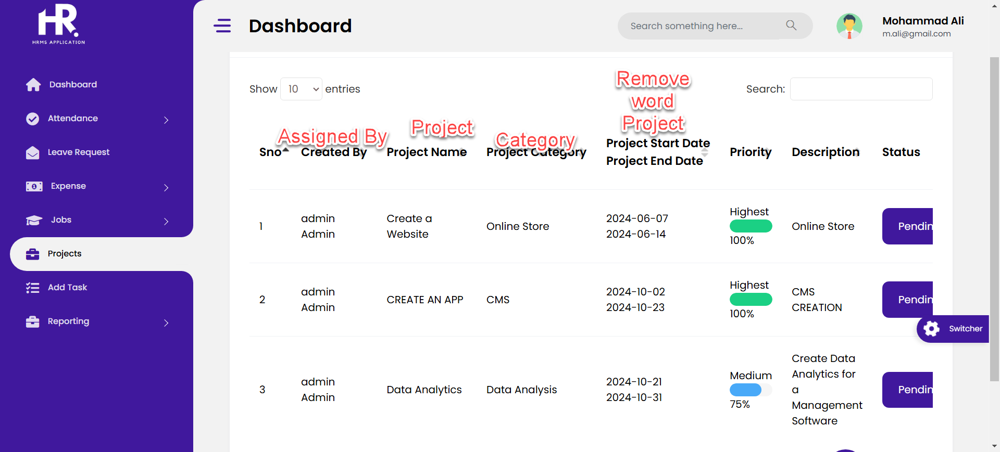 HR.
HRMS APPLICATION
Dashboard
Attendance
Leave Request
Expense
Jobs
Projects
Add Task
Reporting
Dashboard
Search something here...
Mohammad Ali
m.ali@gmail.com
Show 10 entries
Search:
Remove
word
Project
Assigned By
Project
Category
Sno Created By Project Name Project Category Project Start Date Priority Description Status
Project End Date
1 admin Create a Online Store 2024-06-07 Highest Online Store Pendin
Admin Website 2024-06-14 100%
2 admin CREATE AN APP CMS 2024-10-02 Highest CMS Pendin
Admin 2024-10-23 100% CREATION
Switcher
3 admin Data Analytics Data Analysis 2024-10-21 Medium Create Data Pendin
Admin 2024-10-31 75% Analytics for
a
Management
Software